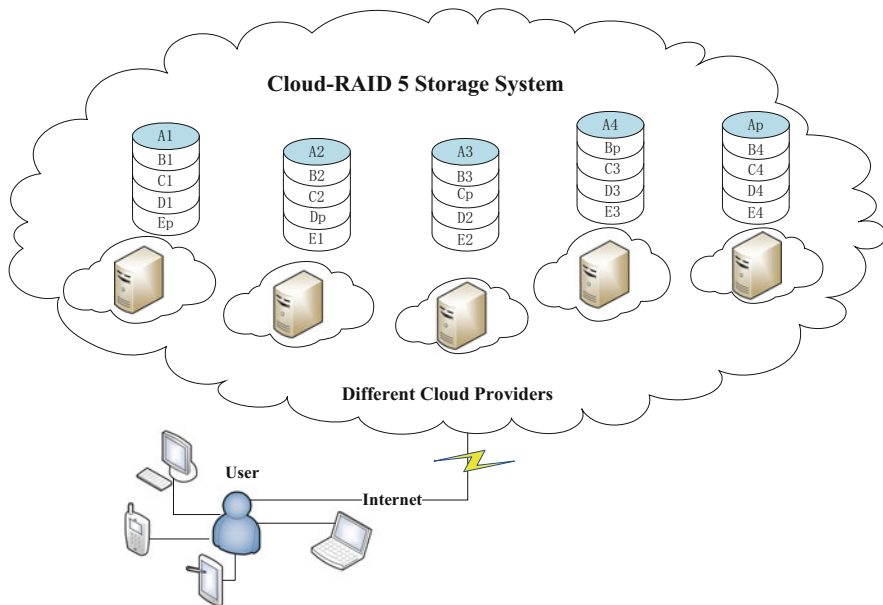 Cloud-RAID 5 Storage System
A1
B1
C1
D1
Ep
A2
B2
C2
Dp
E1
A3
B3
Cp
D2
E2
A4
Bp
C3
D3
E3
Ap
B4
C4
D4
E4
Different Cloud Providers
User
Internet